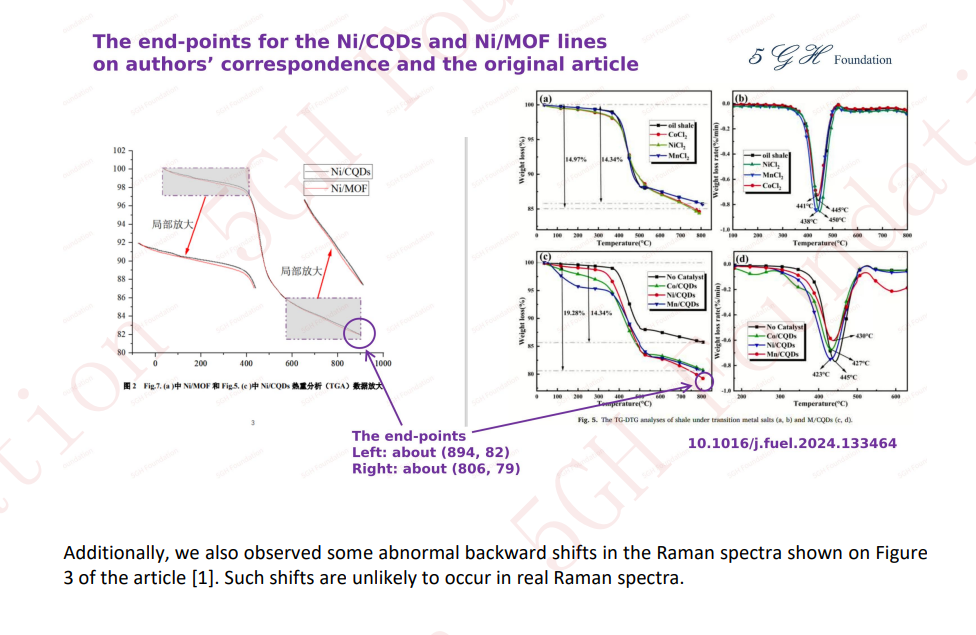 The end-points for the Ni/CQDs and Ni/MOF lines
on authors’ correspondence and the original article
5 G H Foundation
102
100
98
96
94
92
90
88
86
84
82
80
0 200 400 600 800 1000
Ni/CQDs
Ni/MOF
局部放大
局部放大
图 2 Fig.7. (a )中 Ni/MOF 和 Fig.5. (c )中 Ni/CQDs 热重分析（TGA）数据放大
3
(a)
100
95
90
85
Weight loss(%)
0 100 200 300 400 500 600 700 800
Temperature(°C)
14.97% 14.34%
oil shale
CoCl2
NiCl2
MnCl2
(b)
0.0
-0.2
-0.4
-0.6
-0.8
-1.0
Weight loss rate(%/min)
100 200 300 400 500 600 700 800
Temperature(°C)
oil shale
NiCl2
MnCl2
CoCl2
441°C 445°C
438°C 450°C
(c)
100
95
90
85
80
Weight loss(%)
0 100 200 300 400 500 600 700 800
Temperature(°C)
19.28% 14.34%
No Catalyst
Co/CQDs
Ni/CQDs
Mn/CQDs
(d)
0.0
-0.2
-0.4
-0.6
-0.8
-1.0
Weight loss rate(%/min)
200 300 400 500 600 700 800
Temperature(°C)
No Catalyst
Co/CQDs
Ni/CQDs
Mn/CQDs
430°C
427°C
423°C
445°C
Fig. 5. The TG-DTG analyses of shale under transition metal salts (a, b) and M/CQDs (c, d).
The end-points
Left: about (894, 82)
Right: about (806, 79)
10.1016/j.fuel.2024.133464
Additionally, we also observed some abnormal backward shifts in the Raman spectra shown on Figure
3 of the article [1]. Such shifts are unlikely to occur in real Raman spectra.
5GH Foundation